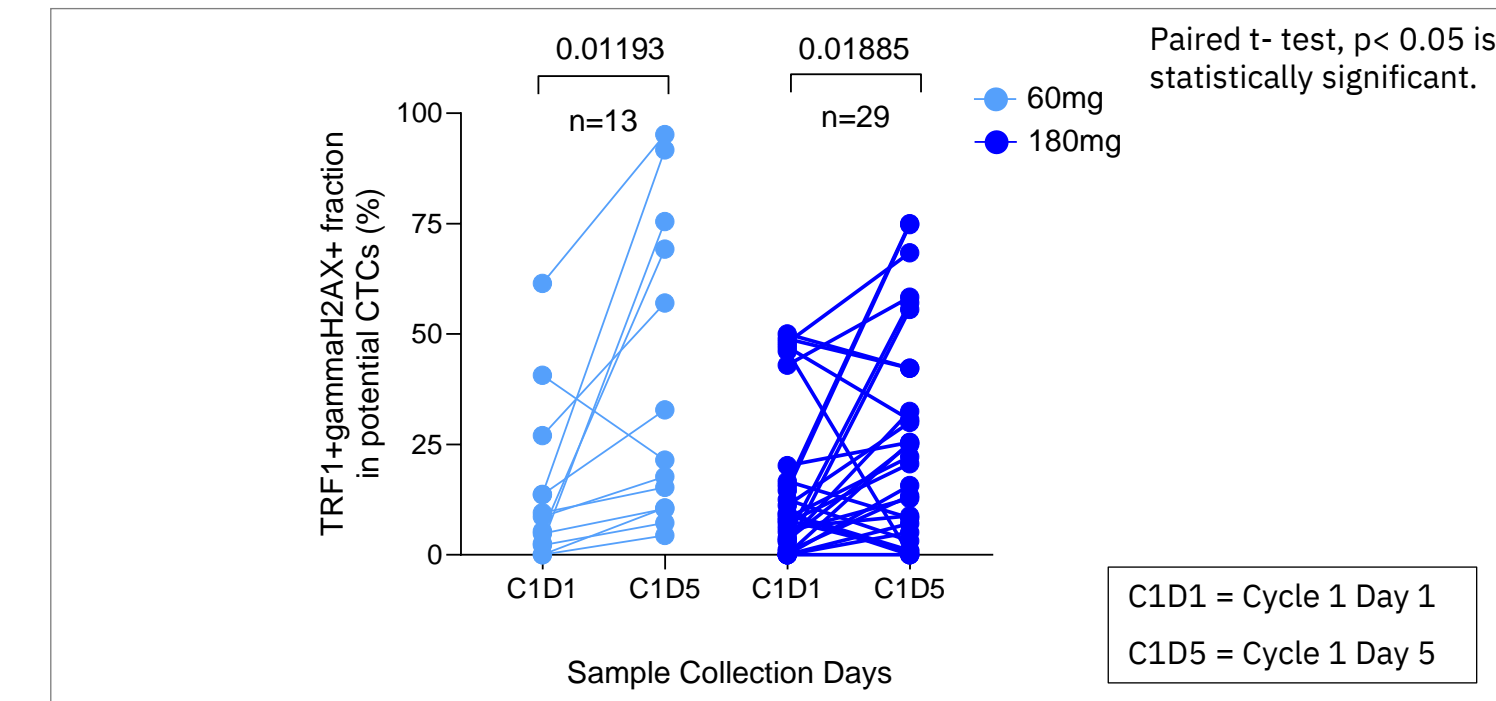 0.01193
0.01885
Paired t- test, p< 0.05 is
statistically significant.
n=13
n=29
60mg
180mg
TRF1+gammaH2AX+ fraction
in potential CTCs (%)
100
75
50
25
0
C1D1
C1D5
C1D1
C1D5
Sample Collection Days
C1D1 = Cycle 1 Day 1
C1D5 = Cycle 1 Day 5